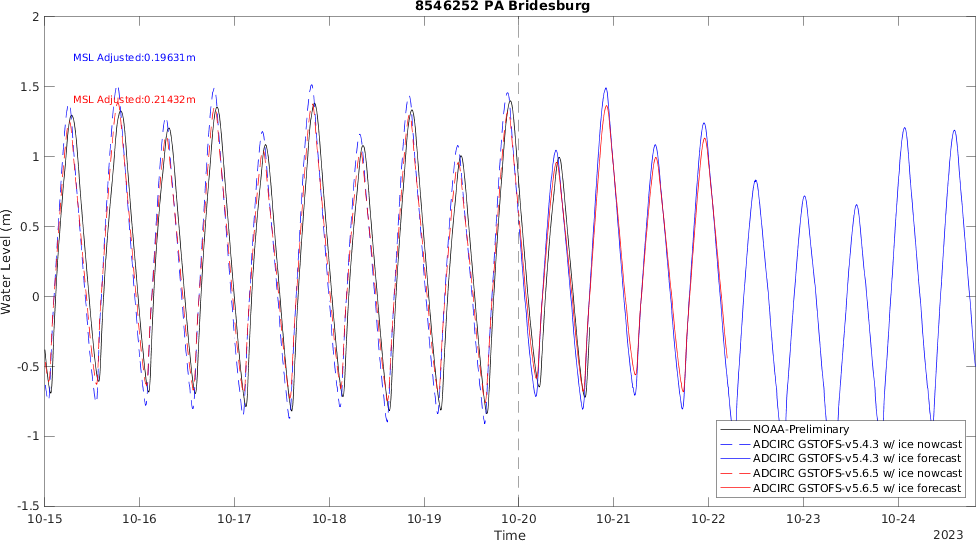 8546252 PA Bridesburg
2
1.5
1
0.5
0
-0.5
-1
-1.5
Water Level (m)
MSL Adjusted:0.19631m
MSL Adjusted:0.21432m
NOAA-Preliminary
ADCIRC GSTOFS-v5.4.3 w/ ice nowcast
ADCIRC GSTOFS-v5.4.3 w/ ice forecast
ADCIRC GSTOFS-v5.6.5 w/ ice nowcast
ADCIRC GSTOFS-v5.6.5 w/ ice forecast
10-15 10-16 10-17 10-18 10-19 10-20 10-21 10-22 10-23 10-24
Time
2023